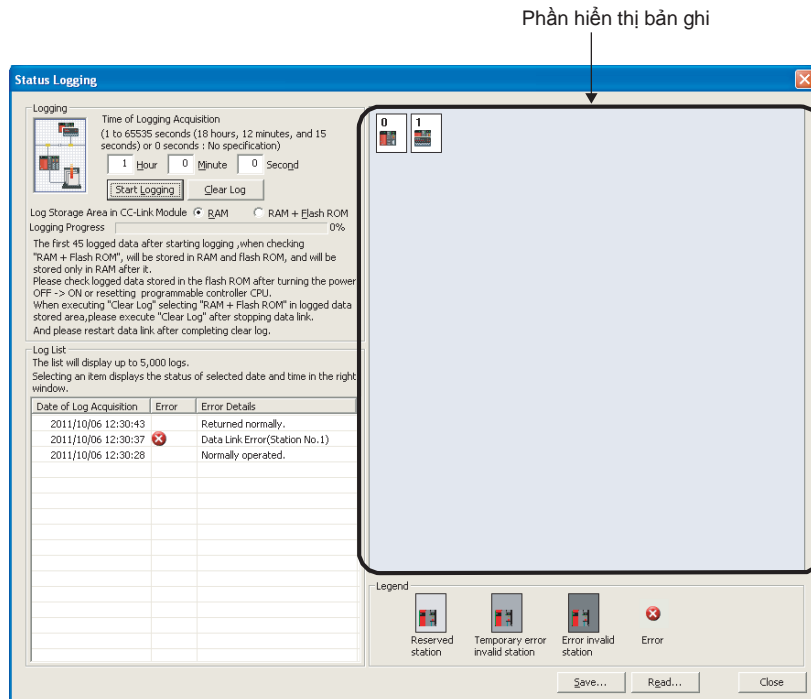 Phần hiển thị bản ghi
Status Logging
Logging
Time of Logging Acquisition
(1 to 65535 seconds (18 hours, 12 minutes, and 15
seconds) or 0 seconds : No specification)
1 Hour 0 Minute 0 Second
Start Logging Clear Log
Log Storage Area in CC-Link Module RAM RAM + Flash ROM
Logging Progress 0%
The first 45 logged data after starting logging ,when checking
"RAM + Flash ROM", will be stored in RAM and flash ROM, and will be
stored only in RAM after it.
Please check logged data stored in the flash ROM after turning the power
OFF -> ON or resetting programmable controller CPU.
When executing "Clear Log" selecting "RAM + Flash ROM" in logged data
stored area,please execute "Clear Log" after stopping data link.
And please restart data link after completing clear log.
Log List
The list will display up to 5,000 logs.
Selecting an item displays the status of selected date and time in the right
window.
Date of Log Acquisition Error Error Details
2011/10/06 12:30:43 Returned normally.
2011/10/06 12:30:37 Data Link Error(Station No.1)
2011/10/06 12:30:28 Normally operated.
0 1
Legend
Reserved station
Temporary error invalid station
Error invalid station
Error
Save... Read... Close